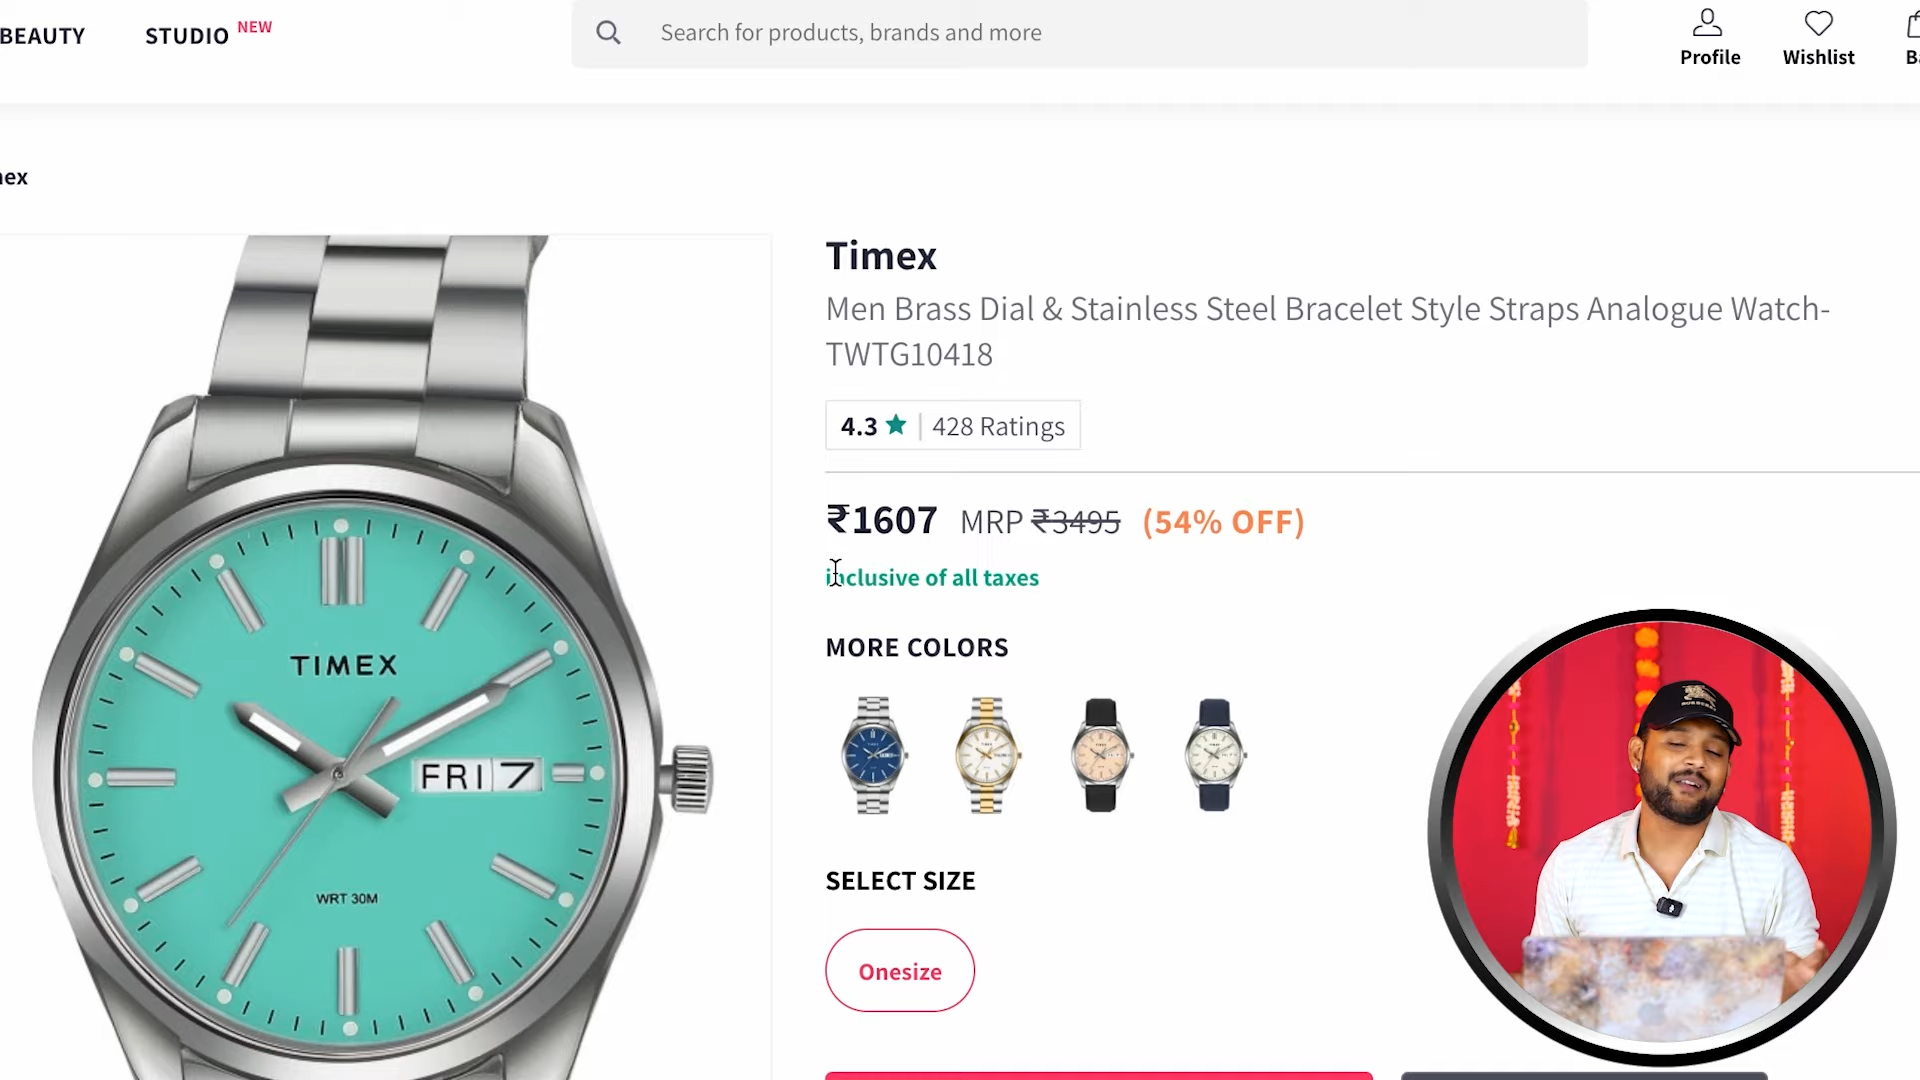 BEAUTY
STUDIO NEW
Search for products, brands and more
Profile
Wishlist
Timex
Men Brass Dial & Stainless Steel Bracelet Style Straps Analogue Watch-
TWTG10418
4.3 ★ | 428 Ratings
₹1607 MRP ₹3495 (54% OFF)
inclusive of all taxes
MORE COLORS
SELECT SIZE
Onesize
TIMEX
FRI 7
WRT 30M